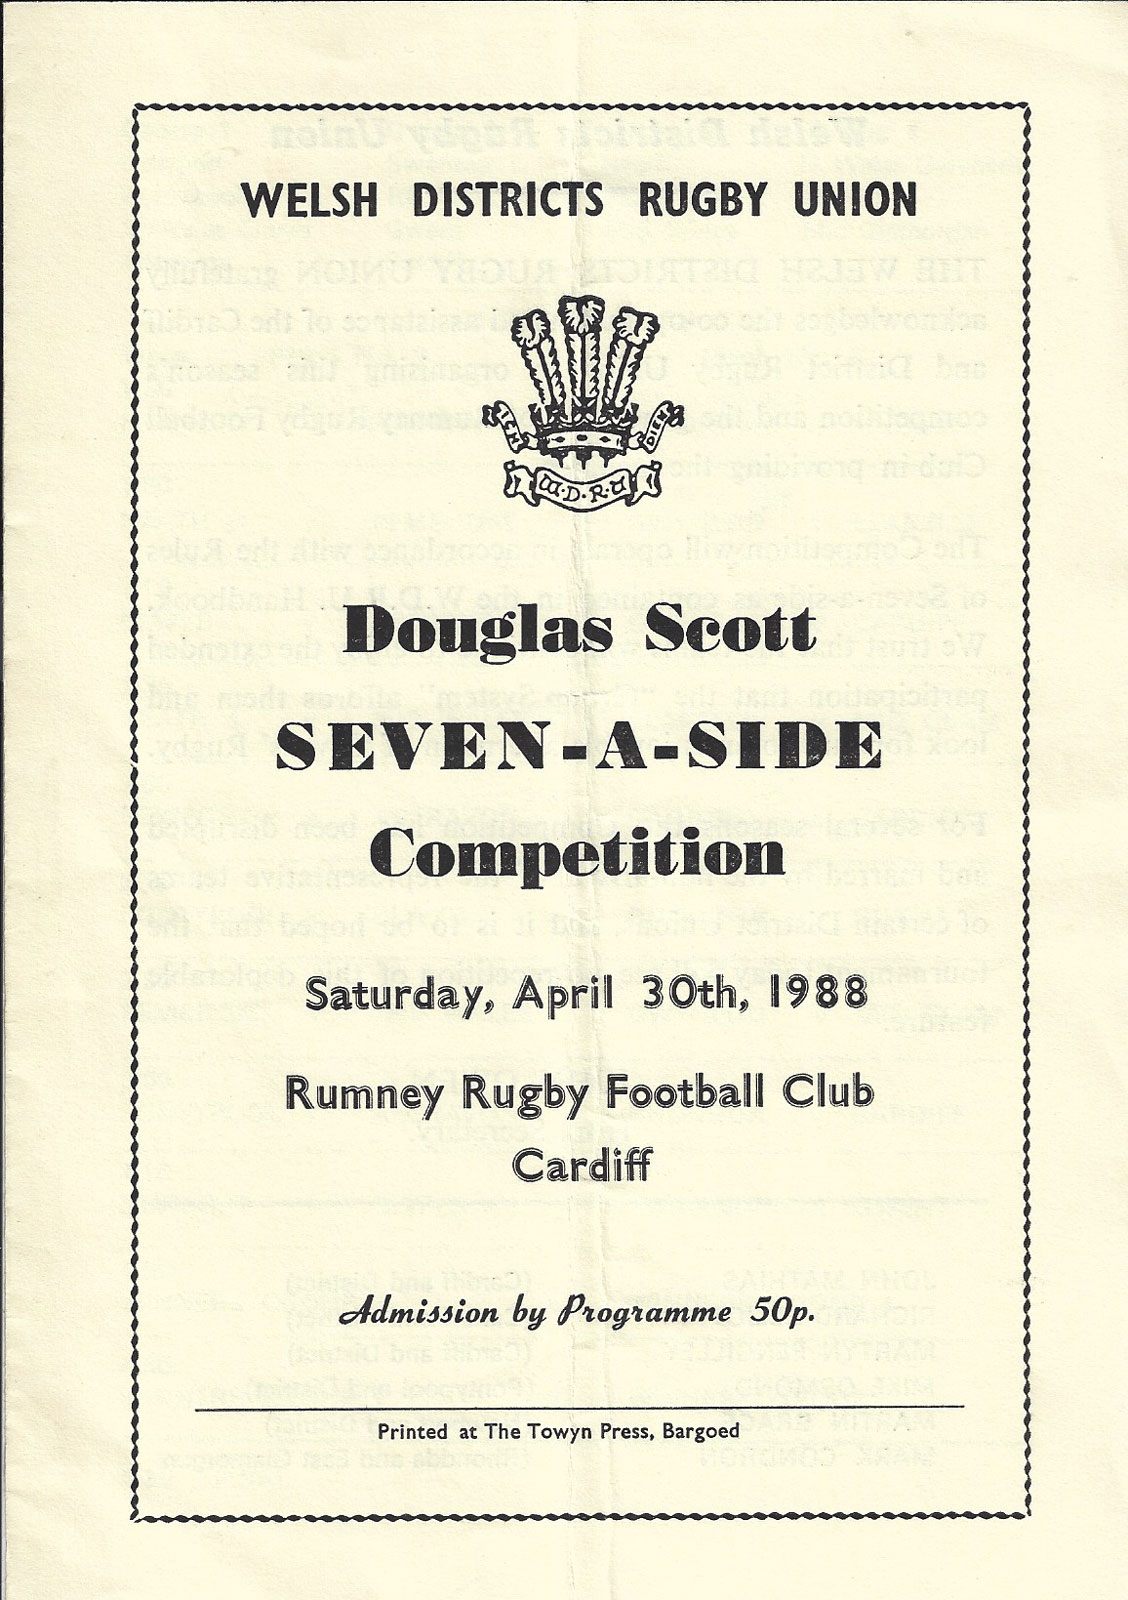 WELSH DISTRICTS RUGBY UNION
ICH
DIEN
W·D·R·U
Douglas Scott
SEVEN-A-SIDE
Competition
Saturday, April 30th, 1988
Rumney Rugby Football Club
Cardiff
Admission by Programme 50p.
Printed at The Towyn Press, Bargoed